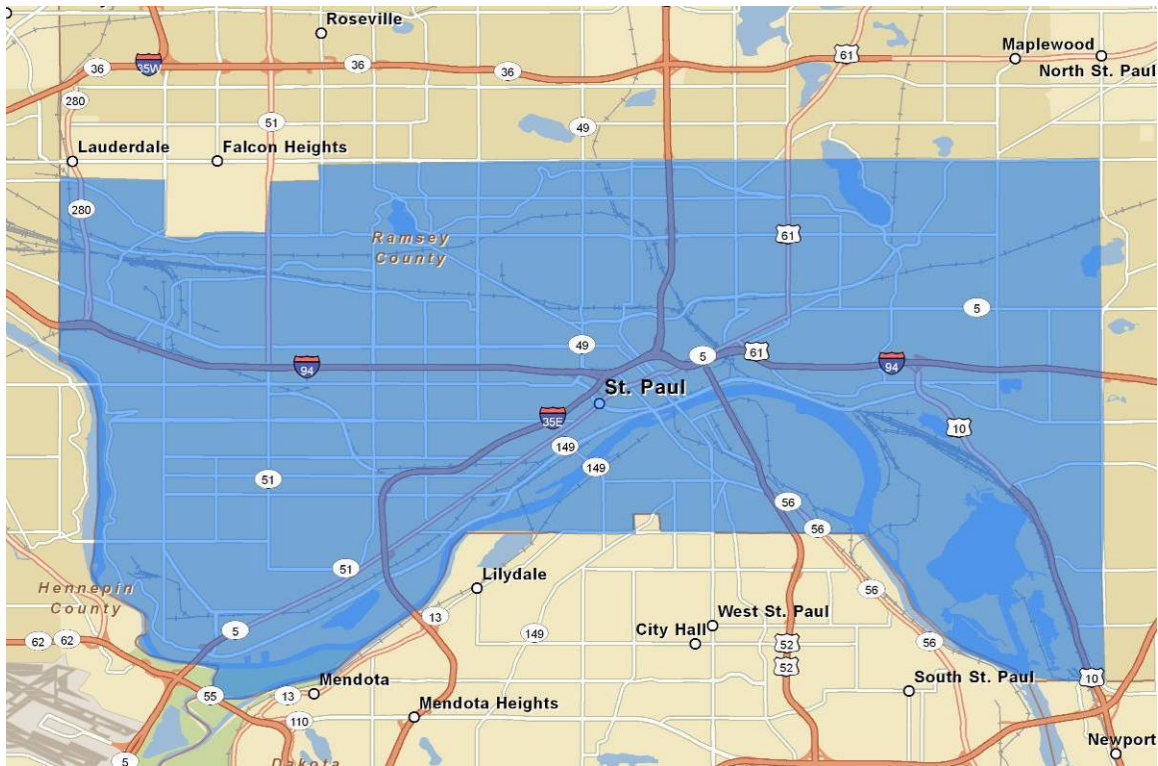 Roseville
Maplewood
61
36
35W
36
36
North St. Paul
280
51
49
Lauderdale
Falcon Heights
280
Ramsey
County
61
5
49
5
61
94
94
St. Paul
35E
10
149
149
51
56
56
51
Lilydale
Hennepin
County
56
13
West St. Paul
5
149
City Hall
62
62
52
56
52
South St. Paul
10
55
13
Mendota
110
Mendota Heights
Newport
5
Dakota